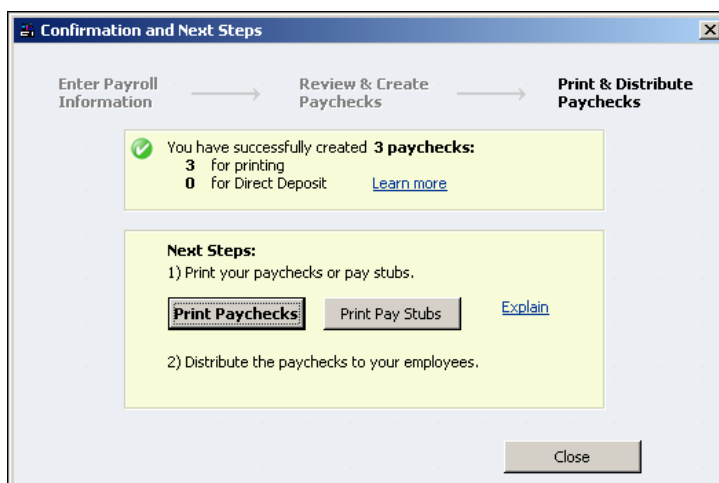 Confirmation and Next Steps
Enter Payroll Information
Review & Create Paychecks
Print & Distribute Paychecks
You have successfully created 3 paychecks:
3 for printing
0 for Direct Deposit Learn more
Next Steps:
1) Print your paychecks or pay stubs.
Print Paychecks Print Pay Stubs Explain
2) Distribute the paychecks to your employees.
Close